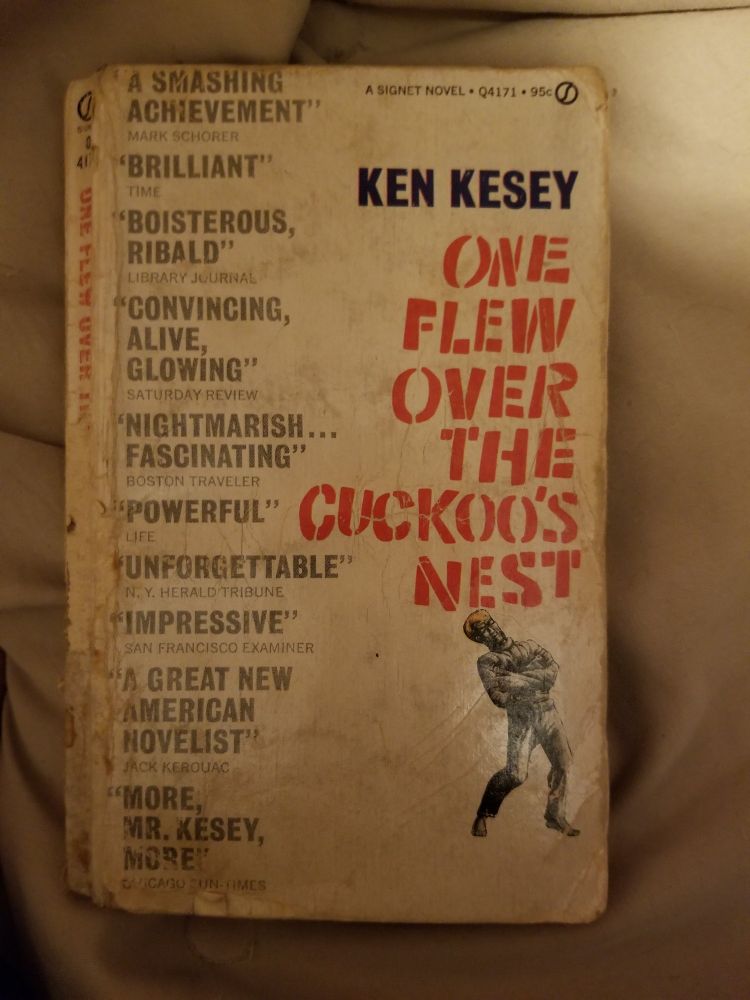 "A SMASHING
ACHIEVEMENT"
MARK SCHORER
"BRILLIANT"
TIME
"BOISTEROUS,
RIBALD"
LIBRARY JOURNAL
"CONVINCING,
ALIVE,
GLOWING"
SATURDAY REVIEW
"NIGHTMARISH...
FASCINATING"
BOSTON TRAVELER
"POWERFUL"
LIFE
"UNFORGETTABLE"
N. Y. HERALD TRIBUNE
"IMPRESSIVE"
SAN FRANCISCO EXAMINER
"A GREAT NEW
AMERICAN
NOVELIST"
JACK KEROUAC
"MORE,
MR. KESEY,
MORE"
CHICAGO SUN-TIMES
A SIGNET NOVEL • Q4171 • 95c
KEN KESEY
ONE
FLEW
OVER
THE
CUCKOO'S
NEST
ONE FLEW OVER